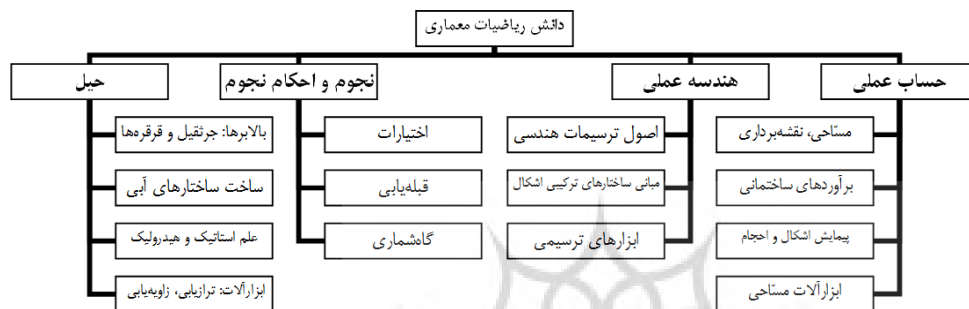 دانش ریاضیات معماری
حساب عملی
هندسه عملی
نجوم و احکام نجوم
حیل
مسّاحی، نقشه‌برداری
اصول ترسیمات هندسی
اختیارات
بالابرها: جرثقیل و قرقره‌ها
برآوردهای ساختمانی
مبانی ساختارهای ترکیبی اشکال
قبله‌یابی
ساخت ساختارهای آبی
پیمایش اشکال و احجام
ابزارهای ترسیمی
گاه‌شماری
علم استاتیک و هیدرولیک
ابزارآلات مسّاحی
ابزارآلات: ترازیابی، زاویه‌یابی